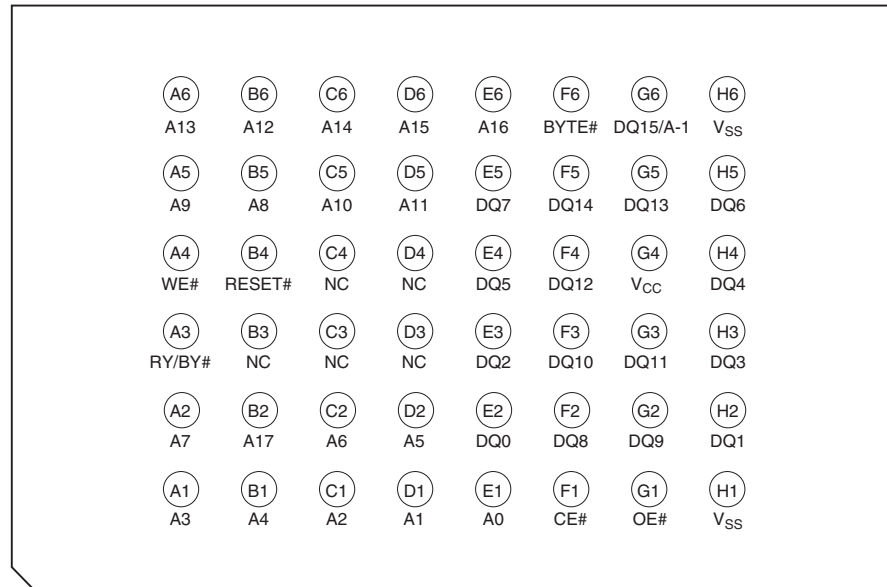 A6 B6 C6 D6 E6 F6 G6 H6
A13 A12 A14 A15 A16 BYTE# DQ15/A-1 VSS
A5 B5 C5 D5 E5 F5 G5 H5
A9 A8 A10 A11 DQ7 DQ14 DQ13 DQ6
A4 B4 C4 D4 E4 F4 G4 H4
WE# RESET# NC NC DQ5 DQ12 VCC DQ4
A3 B3 C3 D3 E3 F3 G3 H3
RY/BY# NC NC NC DQ2 DQ10 DQ11 DQ3
A2 B2 C2 D2 E2 F2 G2 H2
A7 A17 A6 A5 DQ0 DQ8 DQ9 DQ1
A1 B1 C1 D1 E1 F1 G1 H1
A3 A4 A2 A1 A0 CE# OE# VSS